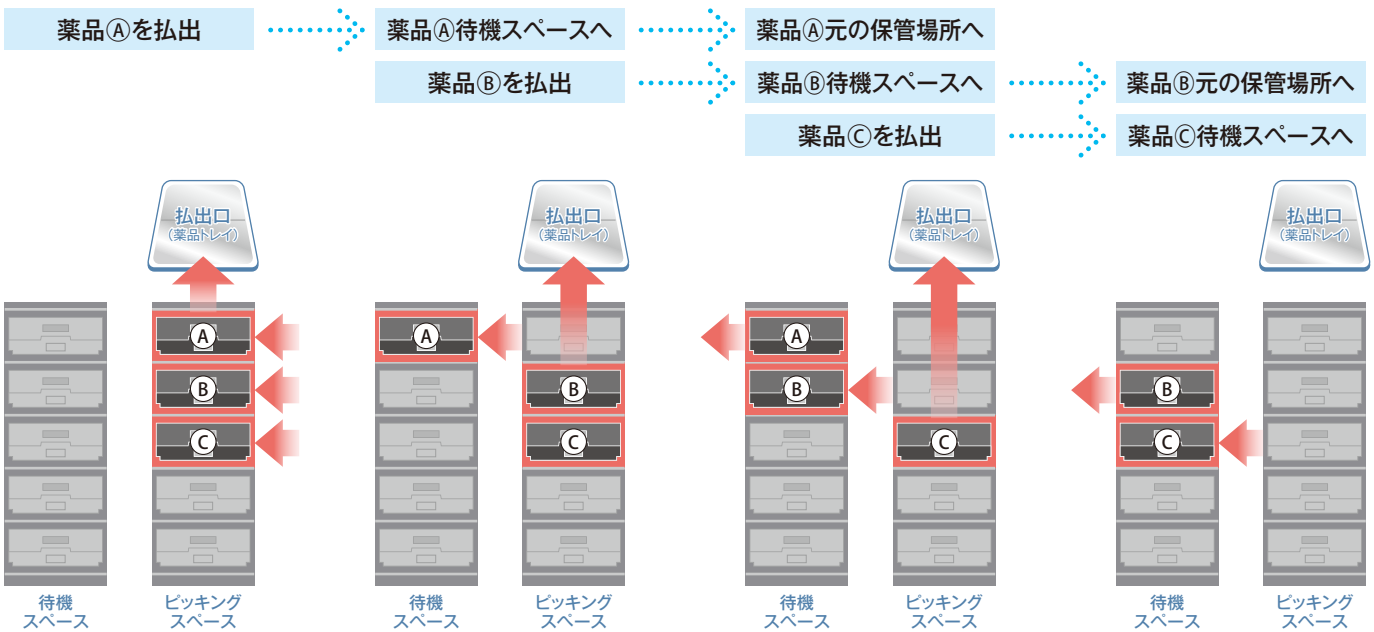 薬品Ⓐを払出
薬品Ⓐ待機スペースへ
薬品Ⓐ元の保管場所へ
薬品Ⓑを払出
薬品Ⓑ待機スペースへ
薬品Ⓑ元の保管場所へ
薬品Ⓒを払出
薬品Ⓒ待機スペースへ
払出口
(薬品トレイ)
払出口
(薬品トレイ)
払出口
(薬品トレイ)
払出口
(薬品トレイ)
Ⓐ
Ⓑ
Ⓒ
Ⓐ
Ⓑ
Ⓒ
Ⓐ
Ⓑ
Ⓒ
Ⓑ
Ⓒ
待機
スペース
ピッキング
スペース
待機
スペース
ピッキング
スペース
待機
スペース
ピッキング
スペース
待機
スペース
ピッキング
スペース